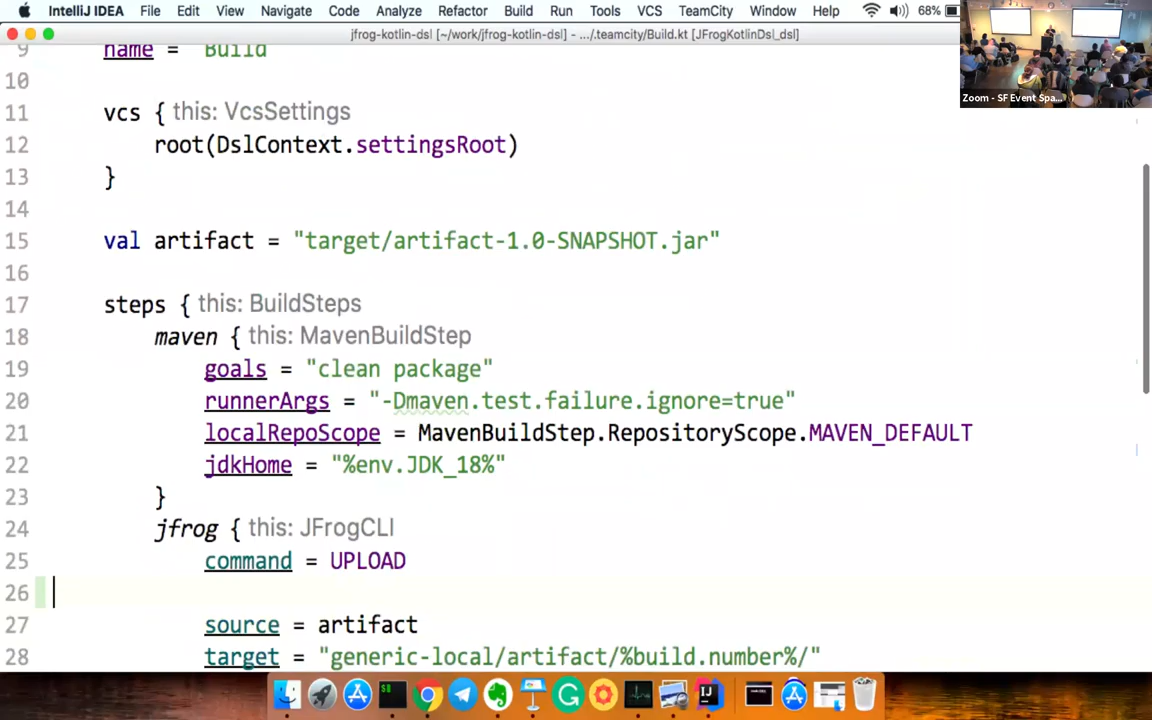 IntelliJ IDEA File Edit View Navigate Code Analyze Refactor Build Run Tools VCS TeamCity Window Help 68%
jfrog-kotlin-dsl [~/work/jfrog-kotlin-dsl] - .../.teamcity/Build.kt [JFrogKotlinDsl_dsl]
Zoom - SF Event Spa...
9 name = "Build"
10
11 vcs { this: VcsSettings
12 root(DslContext.settingsRoot)
13 }
14
15 val artifact = "target/artifact-1.0-SNAPSHOT.jar"
16
17 steps { this: BuildSteps
18 maven { this: MavenBuildStep
19 goals = "clean package"
20 runnerArgs = "-Dmaven.test.failure.ignore=true"
21 localRepoScope = MavenBuildStep.RepositoryScope.MAVEN_DEFAULT
22 jdkHome = "%env.JDK_18%"
23 }
24 jfrog { this: JFrogCLI
25 command = UPLOAD
26
27 source = artifact
28 target = "generic-local/artifact/%build.number%/"